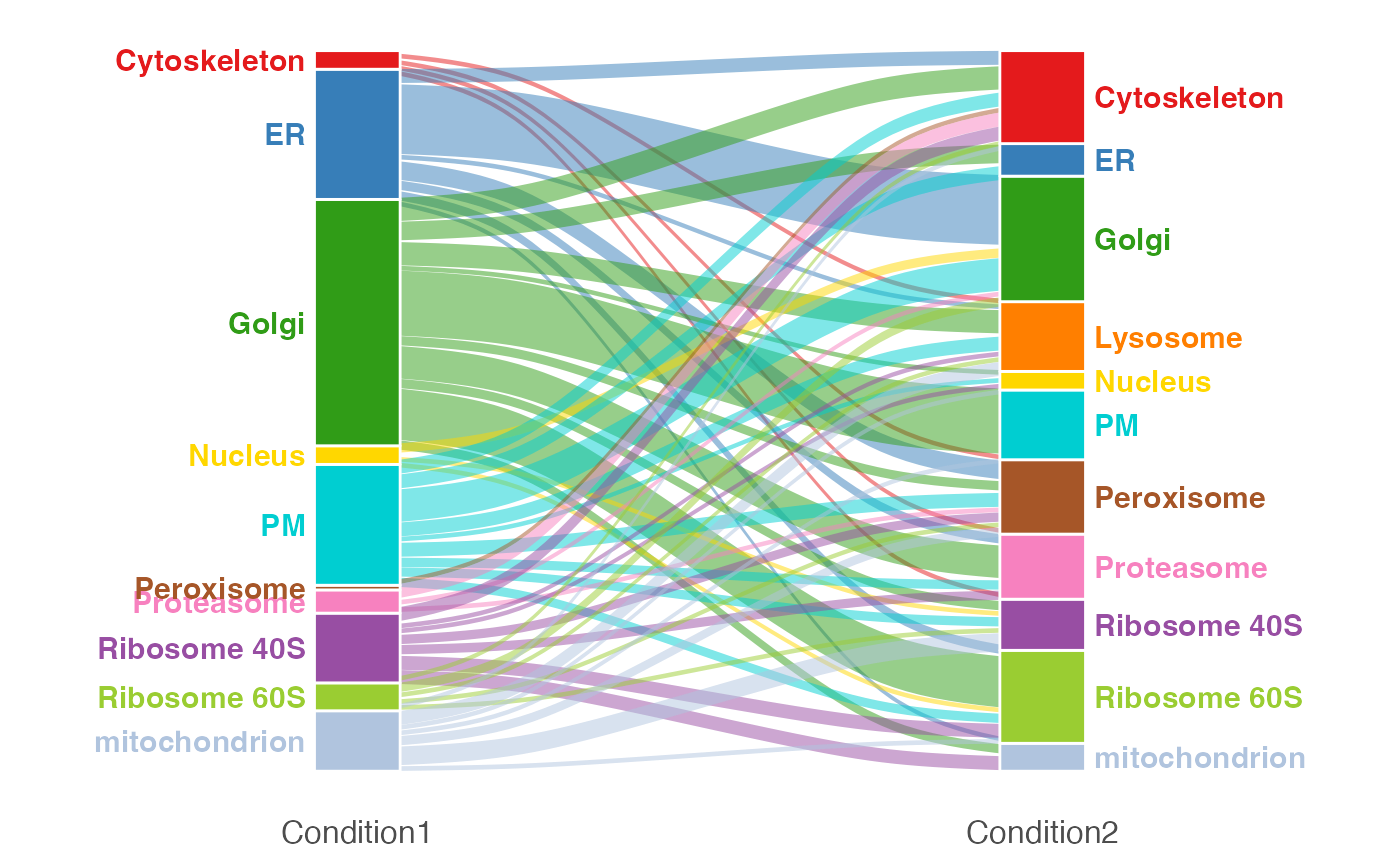 Cytoskeleton
ER
Golgi
Nucleus
PM
Peroxisome
Proteasome
Ribosome 40S
Ribosome 60S
mitochondrion
Cytoskeleton
ER
Golgi
Lysosome
Nucleus
PM
Peroxisome
Proteasome
Ribosome 40S
Ribosome 60S
mitochondrion
Condition1
Condition2